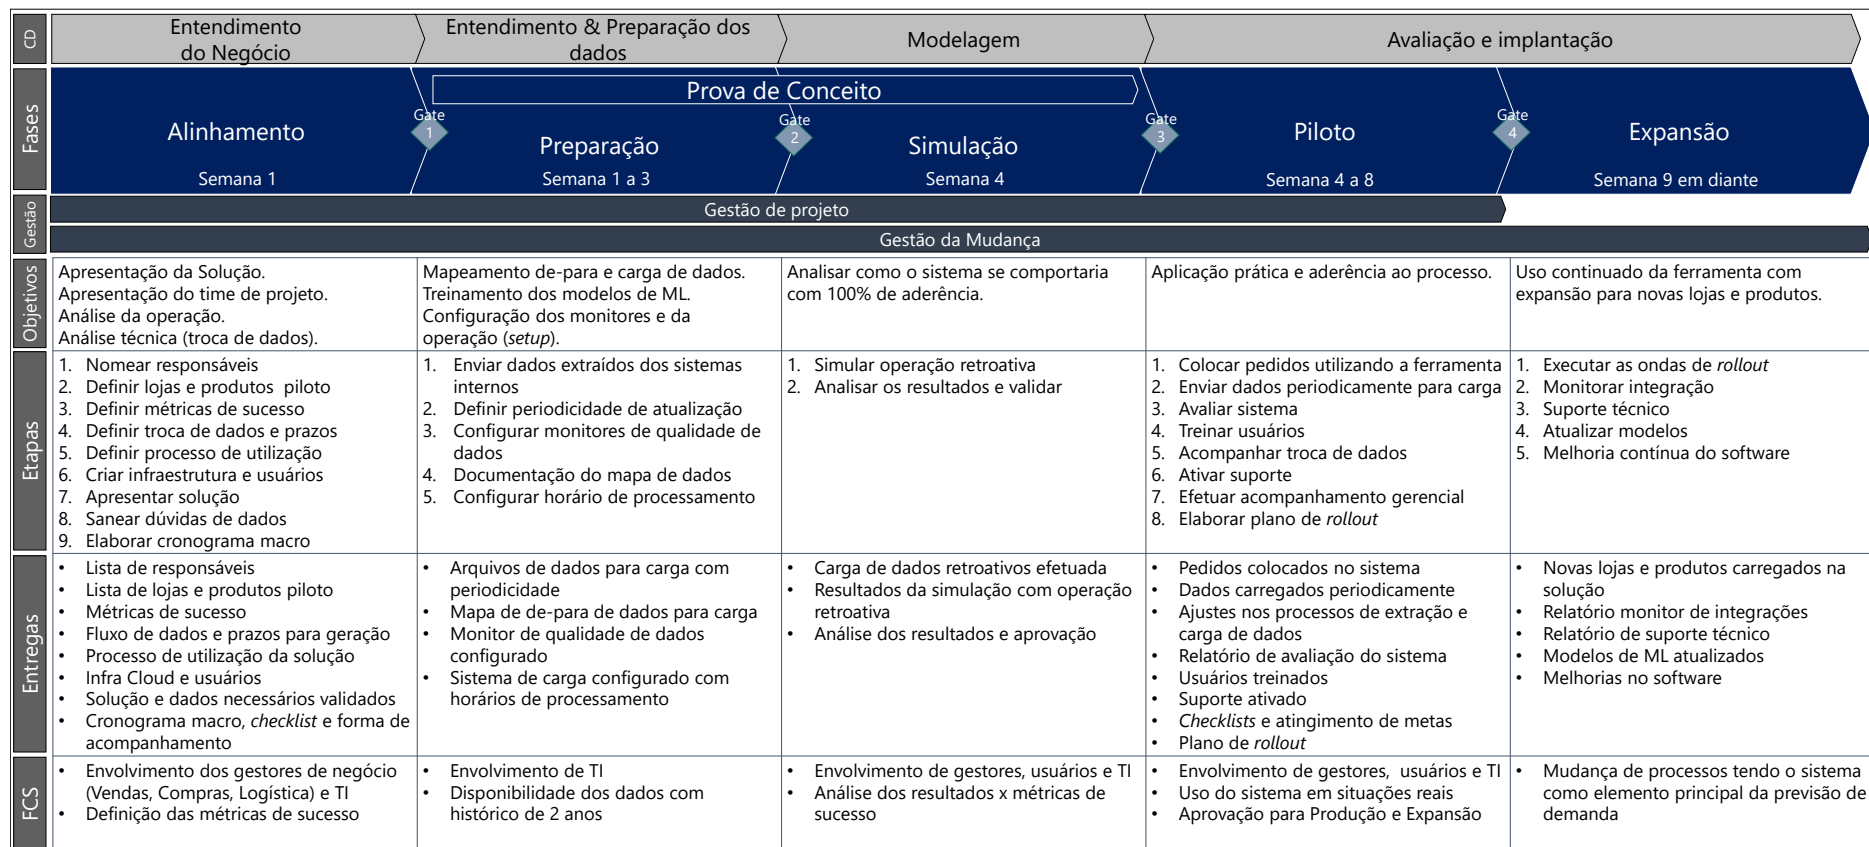 CD
Entendimento
do Negócio
Entendimento & Preparação dos
dados
Modelagem
Avaliação e implantação
Fases
Prova de Conceito
Alinhamento
Semana 1
Gate
1
Preparação
Semana 1 a 3
Gate
2
Simulação
Semana 4
Gate
3
Piloto
Semana 4 a 8
Gate
4
Expansão
Semana 9 em diante
Gestão
Gestão de projeto
Gestão da Mudança
Objetivos
Apresentação da Solução.
Apresentação do time de projeto.
Análise da operação.
Análise técnica (troca de dados).
Mapeamento de-para e carga de dados.
Treinamento dos modelos de ML.
Configuração dos monitores e da
operação (setup).
Analisar como o sistema se comportaria
com 100% de aderência.
Aplicação prática e aderência ao processo.
Uso continuado da ferramenta com
expansão para novas lojas e produtos.
Etapas
1. Nomear responsáveis
2. Definir lojas e produtos piloto
3. Definir métricas de sucesso
4. Definir troca de dados e prazos
5. Definir processo de utilização
6. Criar infraestrutura e usuários
7. Apresentar solução
8. Sanear dúvidas de dados
9. Elaborar cronograma macro
1. Enviar dados extraídos dos sistemas
internos
2. Definir periodicidade de atualização
3. Configurar monitores de qualidade de
dados
4. Documentação do mapa de dados
5. Configurar horário de processamento
1. Simular operação retroativa
2. Analisar os resultados e validar
1. Colocar pedidos utilizando a ferramenta
2. Enviar dados periodicamente para carga
3. Avaliar sistema
4. Treinar usuários
5. Acompanhar troca de dados
6. Ativar suporte
7. Efetuar acompanhamento gerencial
8. Elaborar plano de rollout
1. Executar as ondas de rollout
2. Monitorar integração
3. Suporte técnico
4. Atualizar modelos
5. Melhoria contínua do software
Entregas
• Lista de responsáveis
• Lista de lojas e produtos piloto
• Métricas de sucesso
• Fluxo de dados e prazos para geração
• Processo de utilização da solução
• Infra Cloud e usuários
• Solução e dados necessários validados
• Cronograma macro, checklist e forma de
acompanhamento
• Arquivos de dados para carga com
periodicidade
• Mapa de de-para de dados para carga
• Monitor de qualidade de dados
configurado
• Sistema de carga configurado com
horários de processamento
• Carga de dados retroativos efetuada
• Resultados da simulação com operação
retroativa
• Análise dos resultados e aprovação
• Pedidos colocados no sistema
• Dados carregados periodicamente
• Ajustes nos processos de extração e
carga de dados
• Relatório de avaliação do sistema
• Usuários treinados
• Suporte ativado
• Checklists e atingimento de metas
• Plano de rollout
• Novas lojas e produtos carregados na
solução
• Relatório monitor de integrações
• Relatório de suporte técnico
• Modelos de ML atualizados
• Melhorias no software
FCS
• Envolvimento dos gestores de negócio
(Vendas, Compras, Logística) e TI
• Definição das métricas de sucesso
• Envolvimento de TI
• Disponibilidade dos dados com
histórico de 2 anos
• Envolvimento de gestores, usuários e TI
• Análise dos resultados x métricas de
sucesso
• Envolvimento de gestores, usuários e TI
• Uso do sistema em situações reais
• Aprovação para Produção e Expansão
• Mudança de processos tendo o sistema
como elemento principal da previsão de
demanda